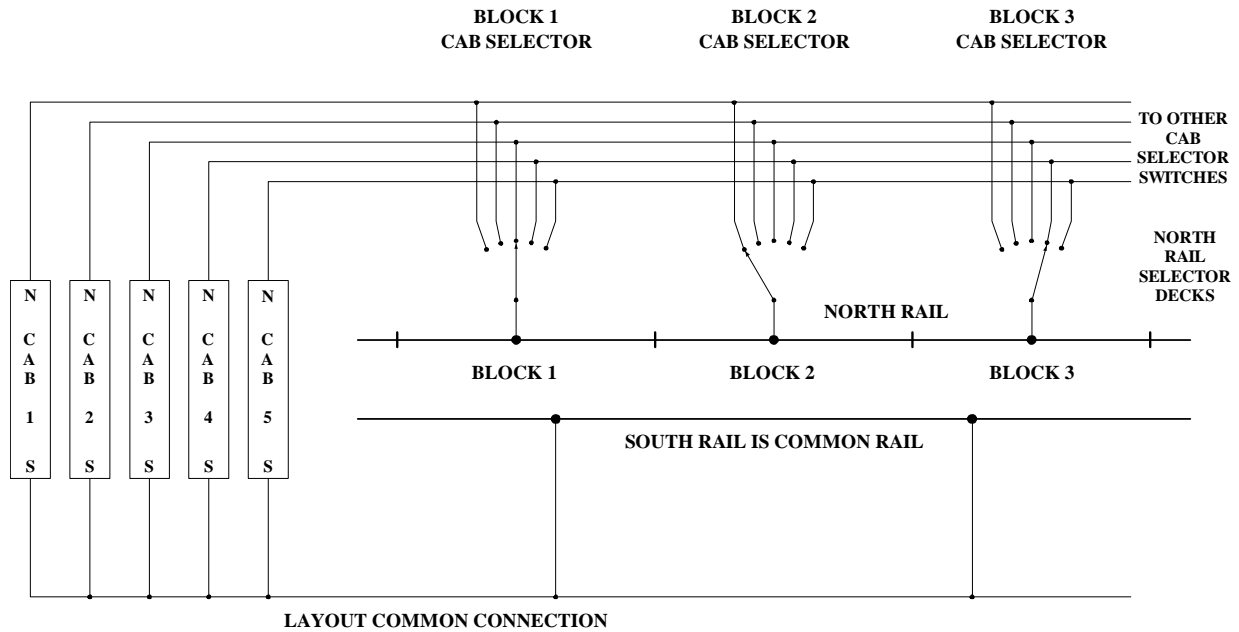 BLOCK 1
CAB SELECTOR
BLOCK 2
CAB SELECTOR
BLOCK 3
CAB SELECTOR
TO OTHER
CAB
SELECTOR
SWITCHES
NORTH
RAIL
SELECTOR
DECKS
NORTH RAIL
BLOCK 1
BLOCK 2
BLOCK 3
SOUTH RAIL IS COMMON RAIL
N CAB 1 S
N CAB 2 S
N CAB 3 S
N CAB 4 S
N CAB 5 S
LAYOUT COMMON CONNECTION